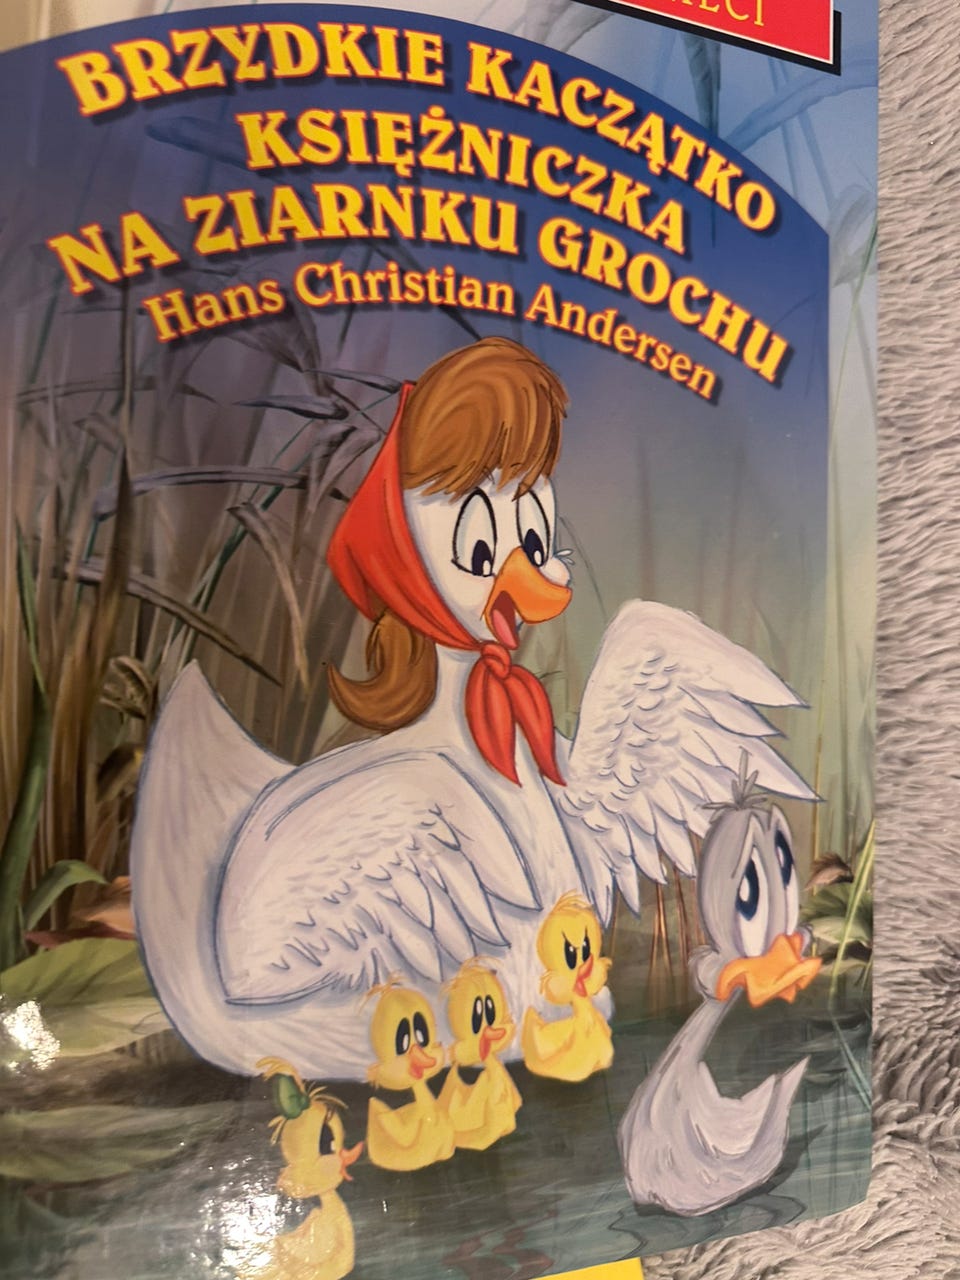 BRZYDKIE KACZĄTKO
KSIĘŻNICZKA
NA ZIARNKU GROCHU
Hans Christian Andersen